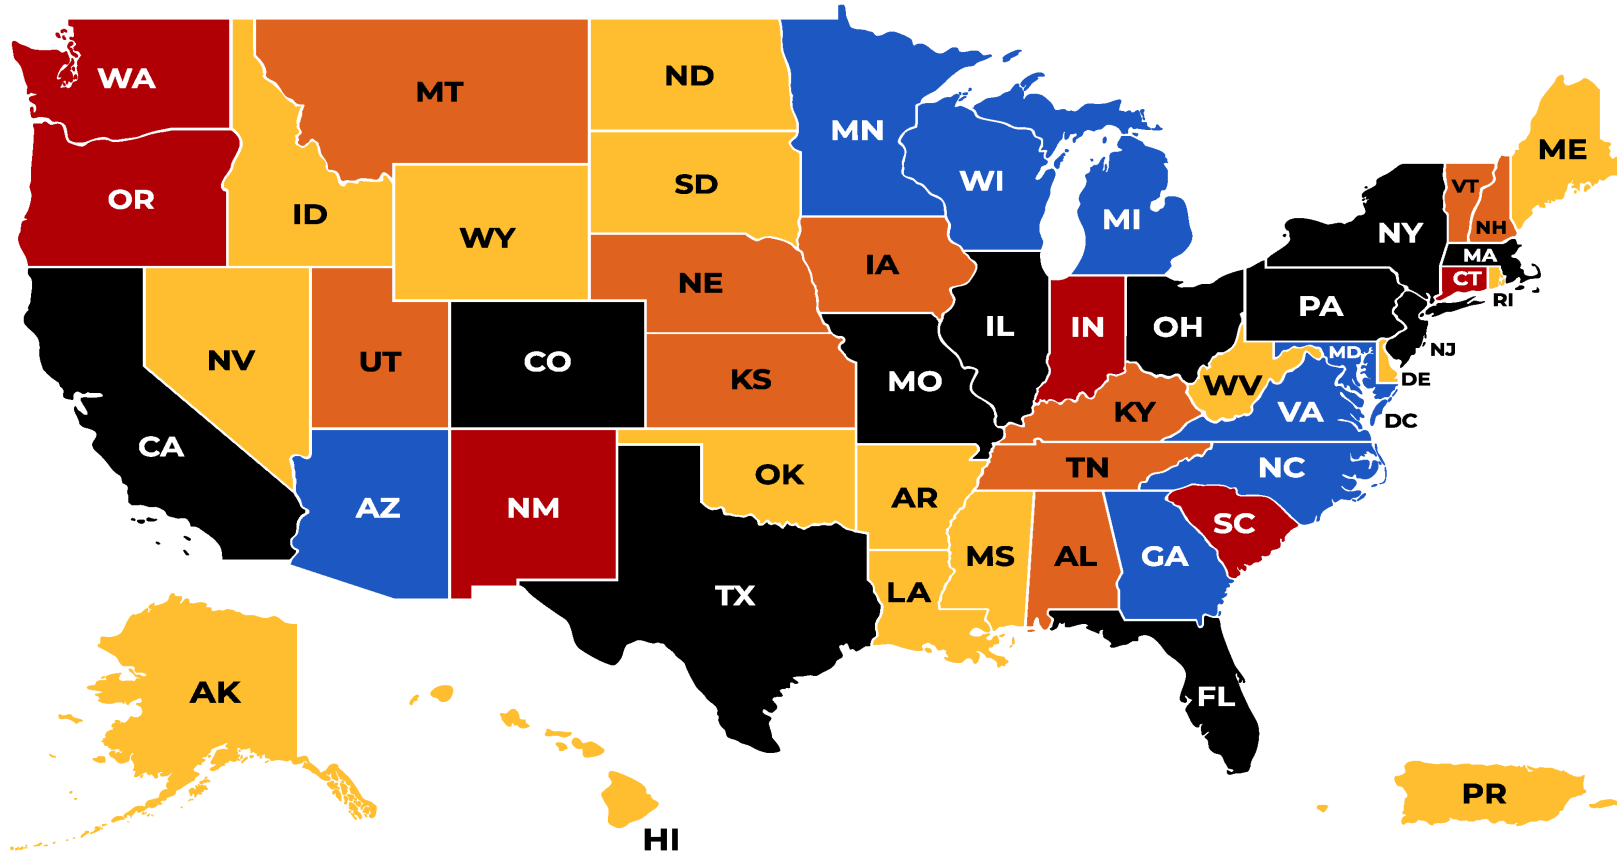 WA
MT
ND
MN
ME
OR
ID
SD
WI
MI
VT
NH
NY
WY
MA
NE
IA
CT
RI
PA
IL
IN
OH
NJ
NV
UT
CO
KS
MO
MD
WV
DE
KY
VA
DC
CA
OK
TN
NC
AZ
NM
AR
SC
TX
MS
AL
GA
LA
AK
FL
HI
PR